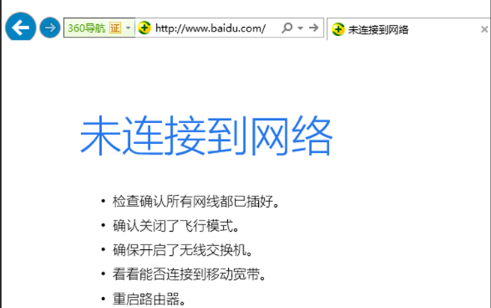 360导航 证 http://www.baidu.com/ 未连接到网络
未连接到网络
• 检查确认所有网线都已插好。
• 确认关闭了飞行模式。
• 确保开启了无线交换机。
• 看看能否连接到移动宽带。
• 重启路由器。